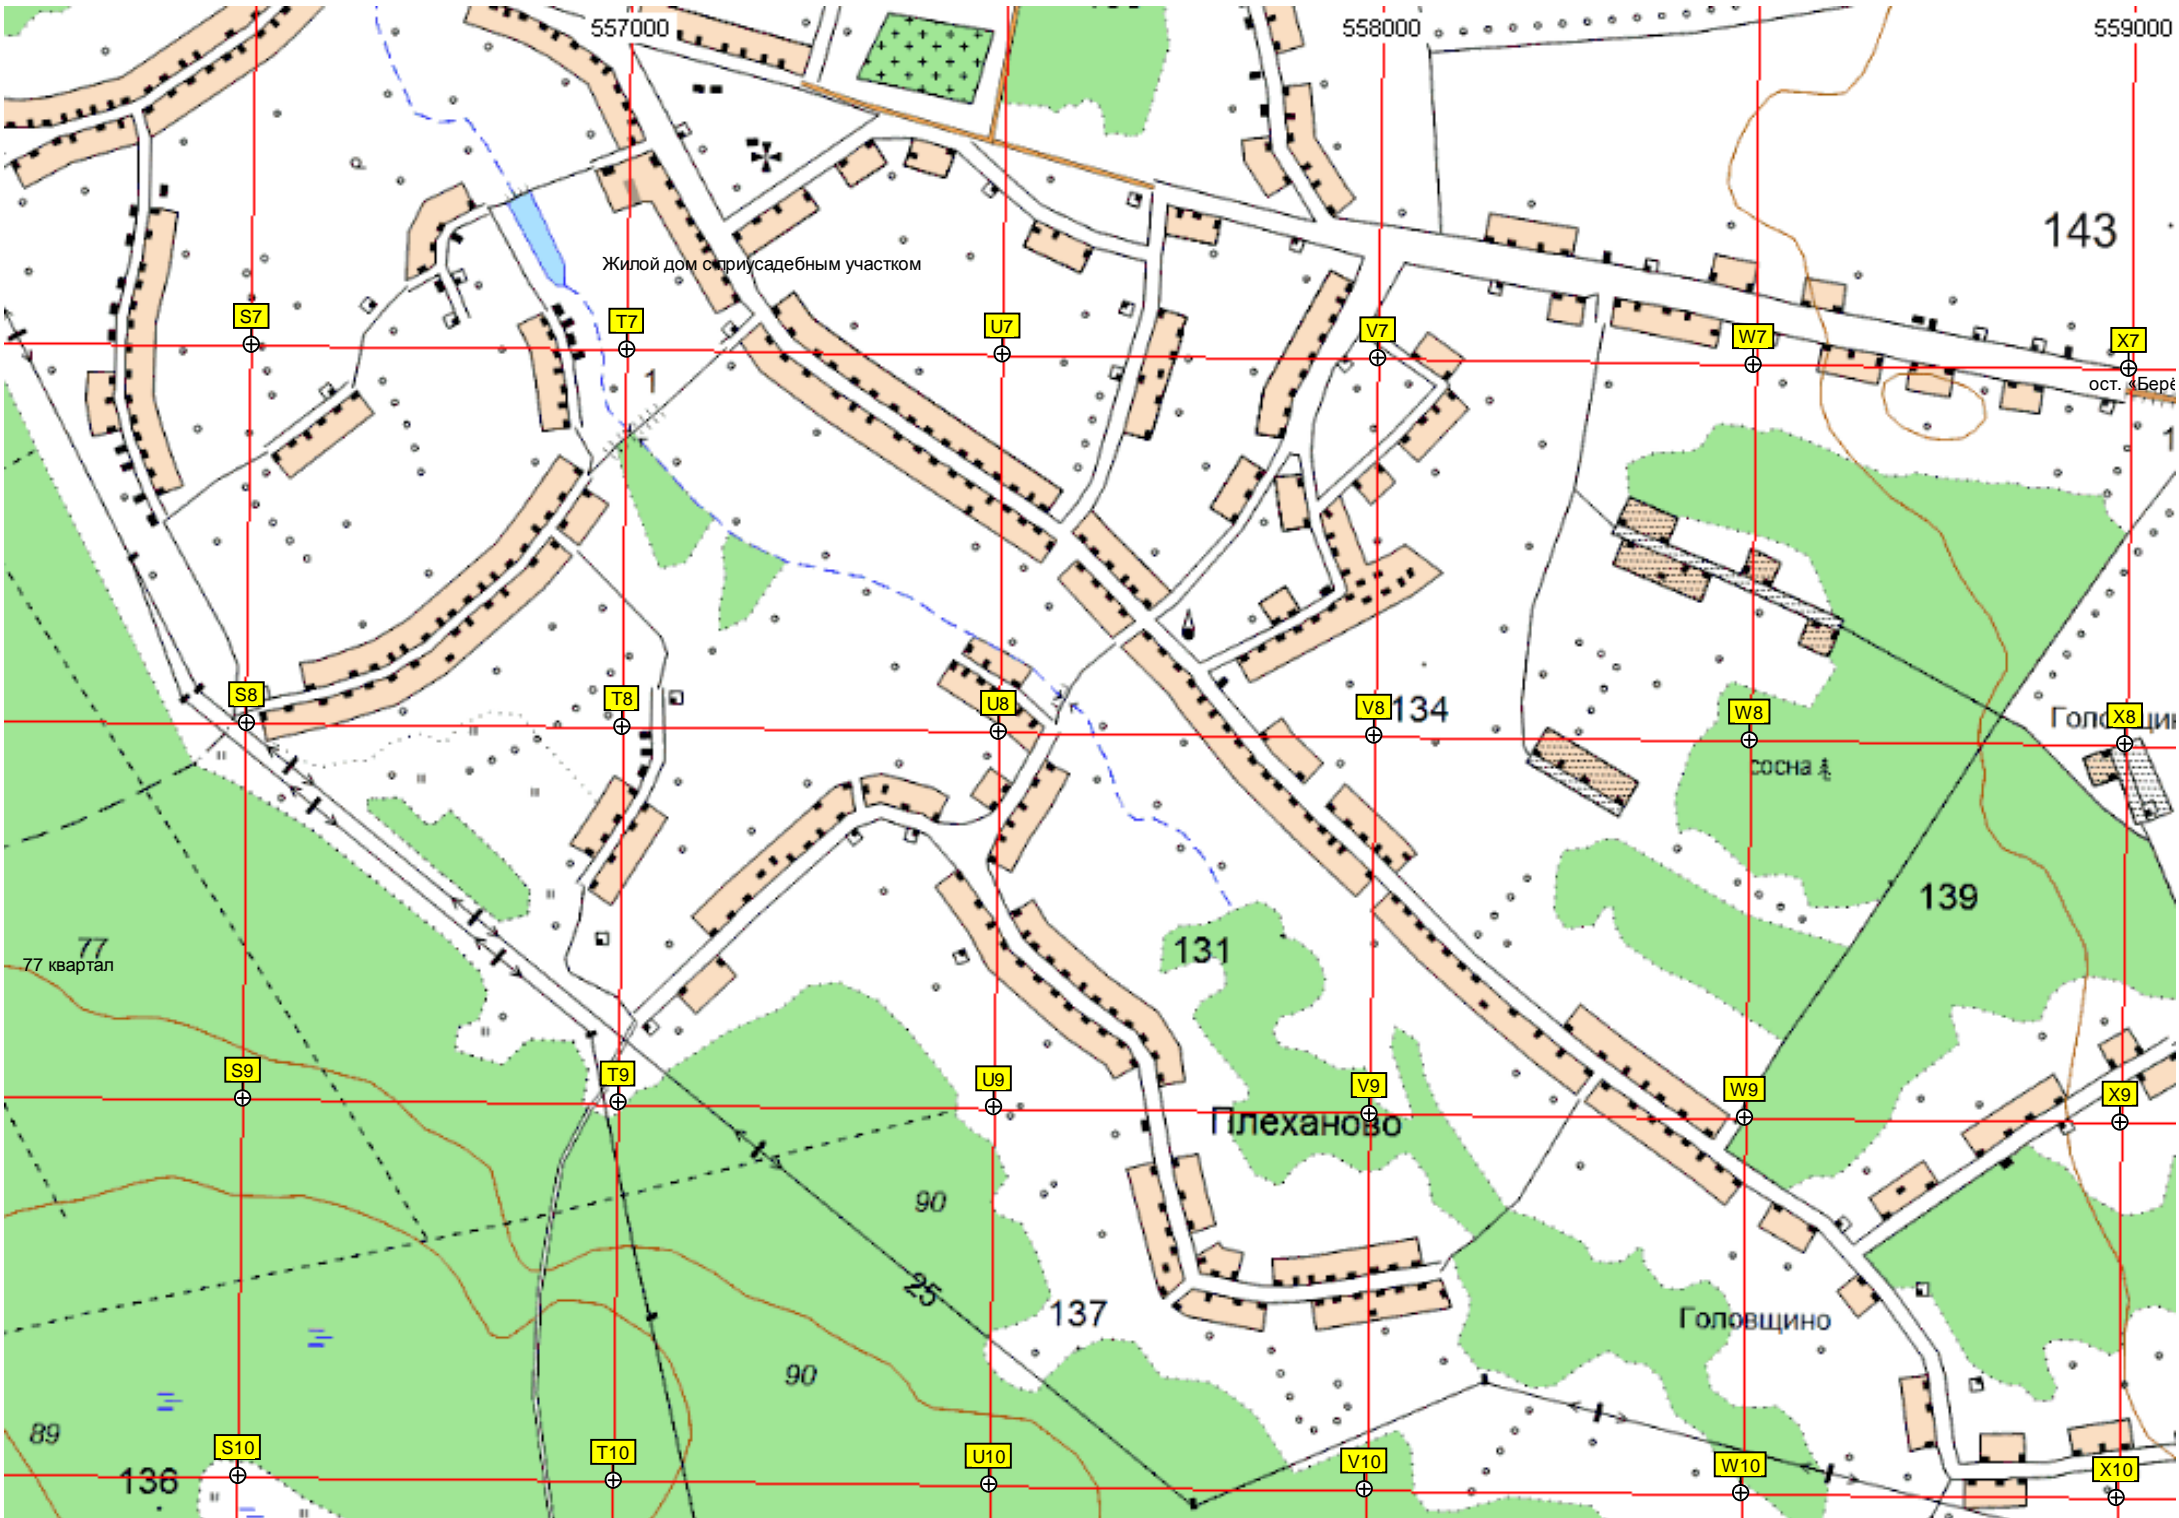 557000
558000
559000
143
Жилой дом с приусадебным участком
S7
T7
U7
V7
W7
X7
1
ост. «Берё
1
S8
T8
U8
V8
134
W8
X8
сосна
139
77
77 квартал
131
S9
T9
U9
V9
W9
X9
Плеханово
90
25
137
Головщино
90
89
136
S10
T10
U10
V10
W10
X10